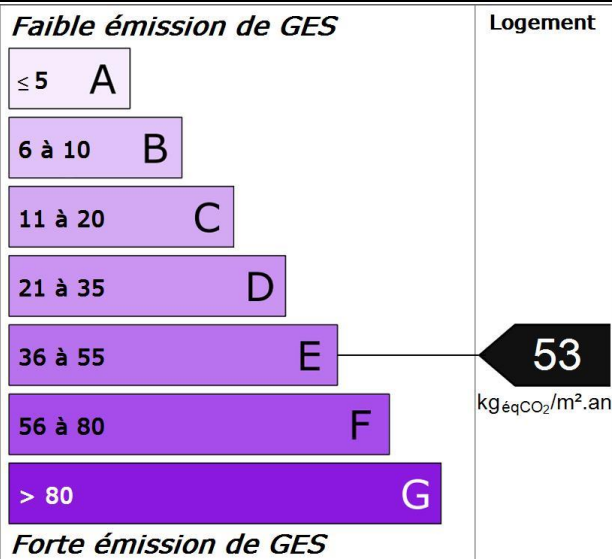 Faible émission de GES
Logement
≤ 5 A
6 à 10 B
11 à 20 C
21 à 35 D
36 à 55 E
53
kgéqCO₂/m².an
56 à 80 F
> 80 G
Forte émission de GES